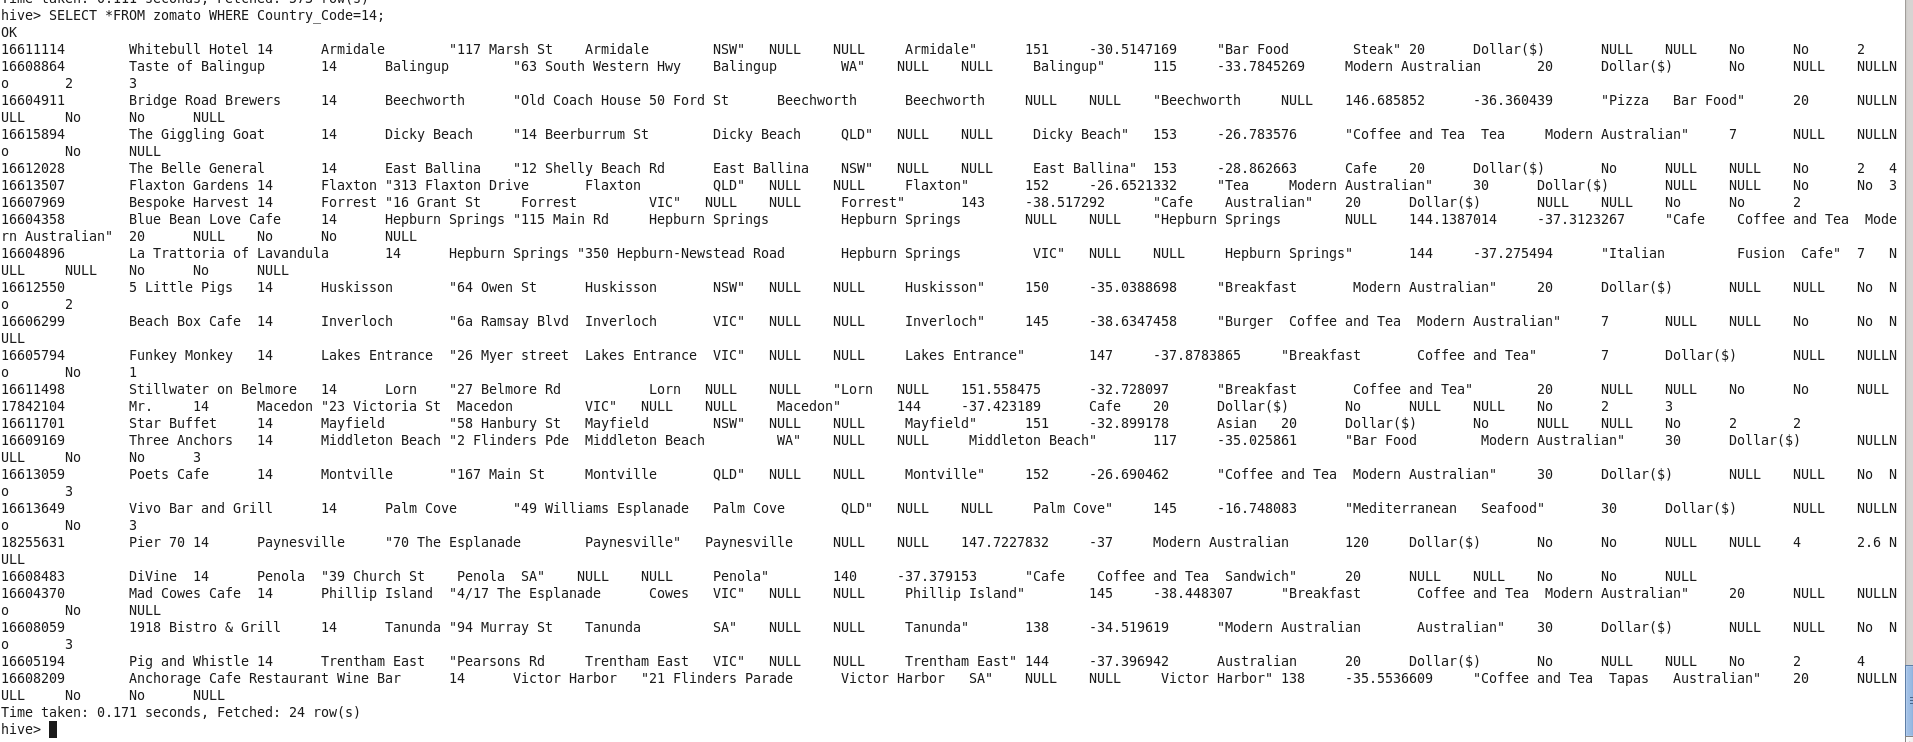 hive> SELECT *FROM zomato WHERE Country_Code=14;
OK
16611114 Whitebull Hotel 14 Armidale "117 Marsh St Armidale NSW" NULL NULL Armidale" 151 -30.5147169 "Bar Food Steak" 20 Dollar($) NULL NULL No No 2
16608864 Taste of Balingup 14 Balingup "63 South Western Hwy Balingup WA" NULL NULL Balingup" 115 -33.7845269 Modern Australian 20 Dollar($) No NULL NULLN
o 2 3
16604911 Bridge Road Brewers 14 Beechworth "Old Coach House 50 Ford St Beechworth Beechworth NULL NULL "Beechworth NULL 146.685852 -36.360439 "Pizza Bar Food" 20 NULLN
ULL No No NULL
16615894 The Giggling Goat 14 Dicky Beach "14 Beerburrum St Dicky Beach QLD" NULL NULL Dicky Beach" 153 -26.783576 "Coffee and Tea Tea Modern Australian" 7 NULL NULLN
o No NULL
16612028 The Belle General 14 East Ballina "12 Shelly Beach Rd East Ballina NSW" NULL NULL East Ballina" 153 -28.862663 Cafe 20 Dollar($) No NULL NULL No 2 4
16613507 Flaxton Gardens 14 Flaxton "313 Flaxton Drive Flaxton QLD" NULL NULL Flaxton" 152 -26.6521332 "Tea Modern Australian" 30 Dollar($) NULL NULL No No 3
16607969 Bespoke Harvest 14 Forrest "16 Grant St Forrest VIC" NULL NULL Forrest" 143 -38.517292 "Cafe Australian" 20 Dollar($) NULL NULL No No 2
16604358 Blue Bean Love Cafe 14 Hepburn Springs "115 Main Rd Hepburn Springs Hepburn Springs NULL NULL "Hepburn Springs NULL 144.1387014 -37.3123267 "Cafe Coffee and Tea Mode
rn Australian" 20 NULL No No NULL
16604896 La Trattoria of Lavandula 14 Hepburn Springs "350 Hepburn-Newstead Road Hepburn Springs VIC" NULL NULL Hepburn Springs" 144 -37.275494 "Italian Fusion Cafe" 7 N
ULL NULL No No NULL
16612550 5 Little Pigs 14 Huskisson "64 Owen St Huskisson NSW" NULL NULL Huskisson" 150 -35.0388698 "Breakfast Modern Australian" 20 Dollar($) NULL NULL No N
o 2
16606299 Beach Box Cafe 14 Inverloch "6a Ramsay Blvd Inverloch VIC" NULL NULL Inverloch" 145 -38.6347458 "Burger Coffee and Tea Modern Australian" 7 NULL NULL No No N
ULL
16605794 Funkey Monkey 14 Lakes Entrance "26 Myer street Lakes Entrance VIC" NULL NULL Lakes Entrance" 147 -37.8783865 "Breakfast Coffee and Tea" 7 Dollar($) NULL NULLN
o No 1
16611498 Stillwater on Belmore 14 Lorn "27 Belmore Rd Lorn NULL NULL "Lorn NULL 151.558475 -32.728097 "Breakfast Coffee and Tea" 20 NULL NULL No No NULL
17842104 Mr. 14 Macedon "23 Victoria St Macedon VIC" NULL NULL Macedon" 144 -37.423189 Cafe 20 Dollar($) No NULL NULL No 2 3
16611701 Star Buffet 14 Mayfield "58 Hanbury St Mayfield NSW" NULL NULL Mayfield" 151 -32.899178 Asian 20 Dollar($) No NULL NULL No 2 2
16609169 Three Anchors 14 Middleton Beach "2 Flinders Pde Middleton Beach WA" NULL NULL Middleton Beach" 117 -35.025861 "Bar Food Modern Australian" 30 Dollar($) NULLN
ULL No No 3
16613059 Poets Cafe 14 Montville "167 Main St Montville QLD" NULL NULL Montville" 152 -26.690462 "Coffee and Tea Modern Australian" 30 Dollar($) NULL NULL No N
o 3
16613649 Vivo Bar and Grill 14 Palm Cove "49 Williams Esplanade Palm Cove QLD" NULL NULL Palm Cove" 145 -16.748083 "Mediterranean Seafood" 30 Dollar($) NULL NULLN
o No 3
18255631 Pier 70 14 Paynesville "70 The Esplanade Paynesville" Paynesville NULL NULL 147.7227832 -37 Modern Australian 120 Dollar($) No No NULL NULL 4 2.6 N
ULL
16608483 DiVine 14 Penola "39 Church St Penola SA" NULL NULL Penola" 140 -37.379153 "Cafe Coffee and Tea Sandwich" 20 NULL NULL No No NULL
16604370 Mad Cowes Cafe 14 Phillip Island "4/17 The Esplanade Cowes VIC" NULL NULL Phillip Island" 145 -38.448307 "Breakfast Coffee and Tea Modern Australian" 20 NULL NULLN
o No NULL
16608059 1918 Bistro & Grill 14 Tanunda "94 Murray St Tanunda SA" NULL NULL Tanunda" 138 -34.519619 "Modern Australian Australian" 30 Dollar($) NULL NULL No N
o 3
16605194 Pig and Whistle 14 Trentham East "Pearsons Rd Trentham East VIC" NULL NULL Trentham East" 144 -37.396942 Australian 20 Dollar($) No NULL NULL No 2 4
16608209 Anchorage Cafe Restaurant Wine Bar 14 Victor Harbor "21 Flinders Parade Victor Harbor SA" NULL NULL Victor Harbor" 138 -35.5536609 "Coffee and Tea Tapas Australian" 20 NULLN
ULL No No NULL
Time taken: 0.171 seconds, Fetched: 24 row(s)
hive>